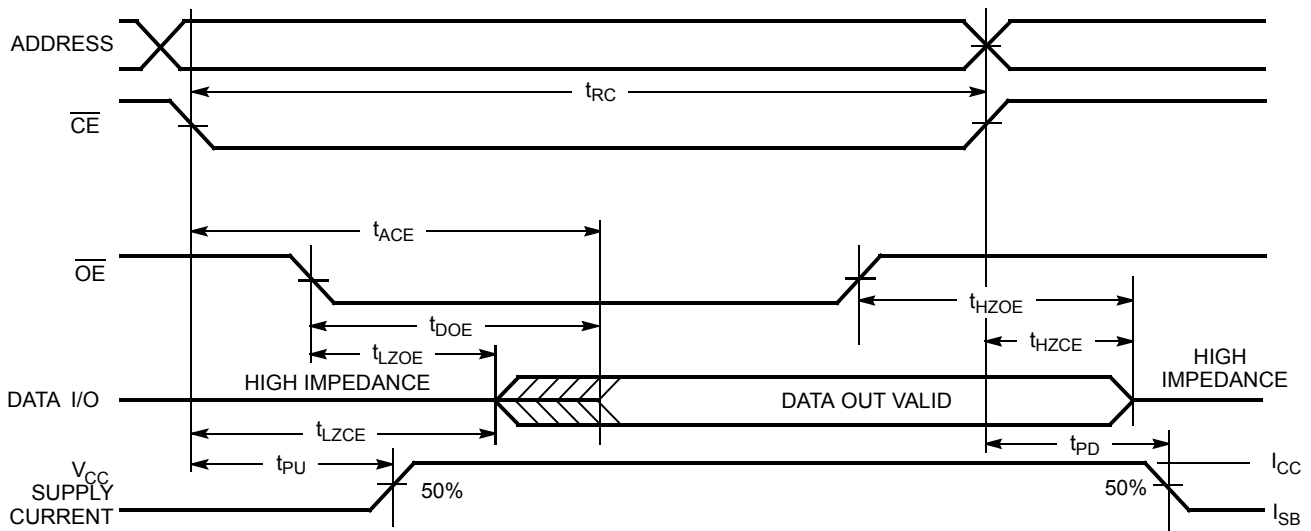 ADDRESS
tRC
CE
tACE
OE
tHZOE
tDOE
tLZOE
tHZCE
HIGH IMPEDANCE
HIGH
IMPEDANCE
DATA I/O
DATA OUT VALID
tLZCE
tPD
tPU
VCC
SUPPLY
CURRENT
50%
50%
ICC
ISB